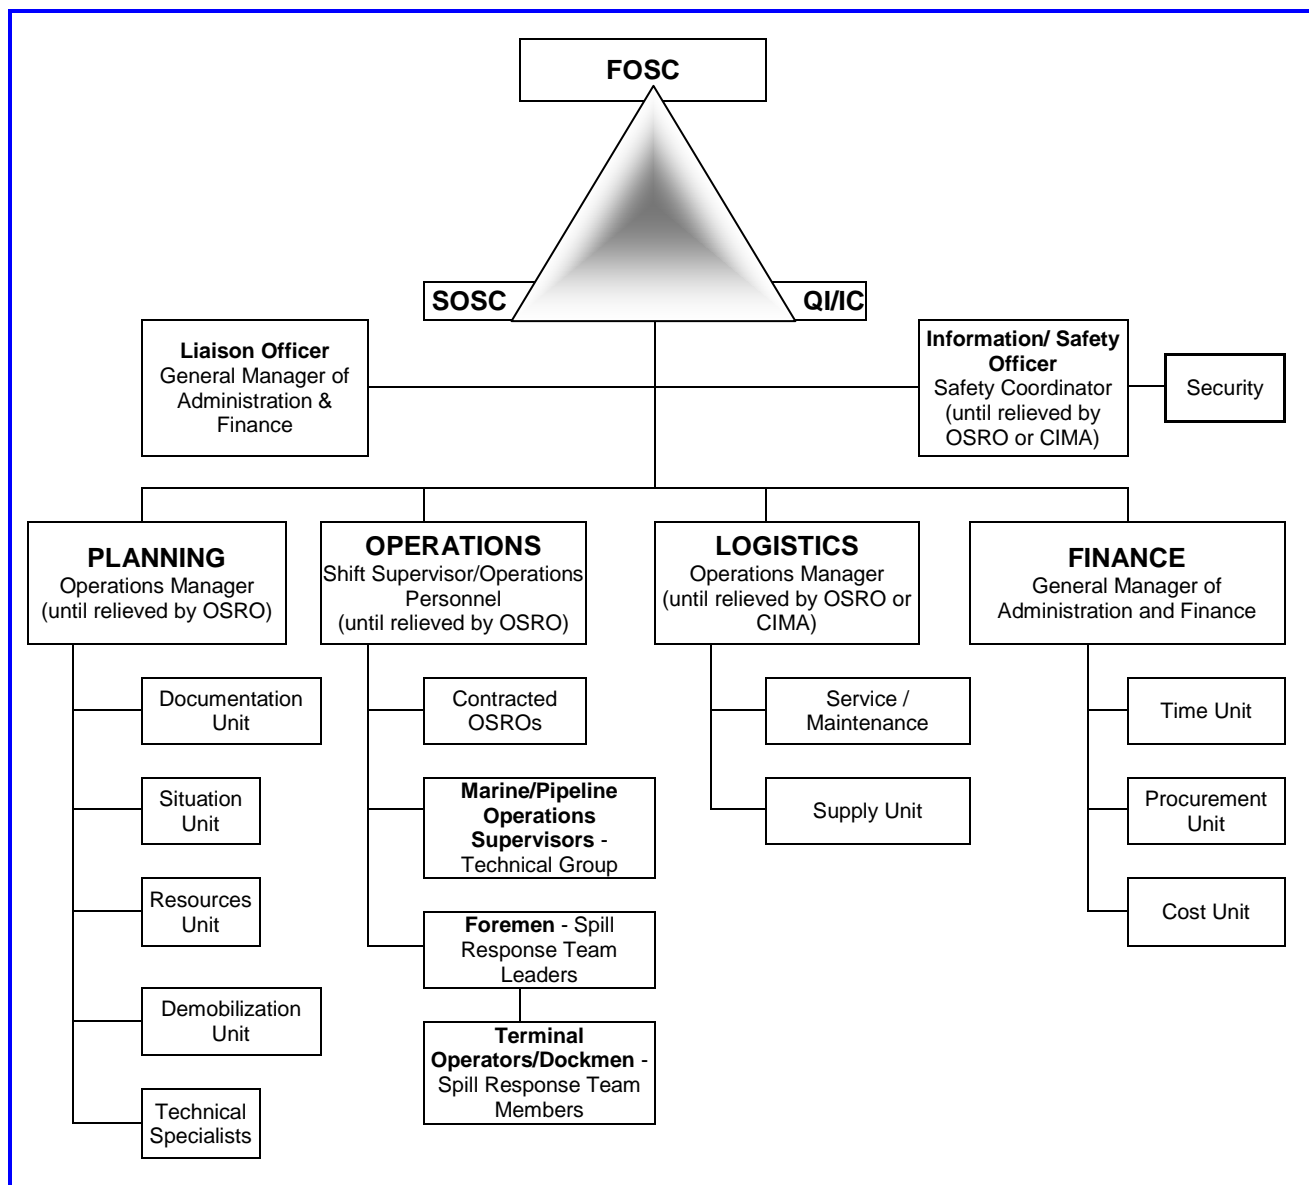 FOSC
SOSC
QI/IC
Liaison Officer
General Manager of
Administration &
Finance
Information/ Safety
Officer
Safety Coordinator
(until relieved by
OSRO or CIMA)
Security
PLANNING
Operations Manager
(until relieved by OSRO)
OPERATIONS
Shift Supervisor/Operations
Personnel
(until relieved by OSRO)
LOGISTICS
Operations Manager
(until relieved by OSRO or
CIMA)
FINANCE
General Manager of
Administration and Finance
Documentation
Unit
Situation
Unit
Resources
Unit
Demobilization
Unit
Technical
Specialists
Contracted
OSROs
Marine/Pipeline
Operations
Supervisors -
Technical Group
Foremen - Spill
Response Team
Leaders
Terminal
Operators/Dockmen -
Spill Response Team
Members
Service /
Maintenance
Supply Unit
Time Unit
Procurement
Unit
Cost Unit